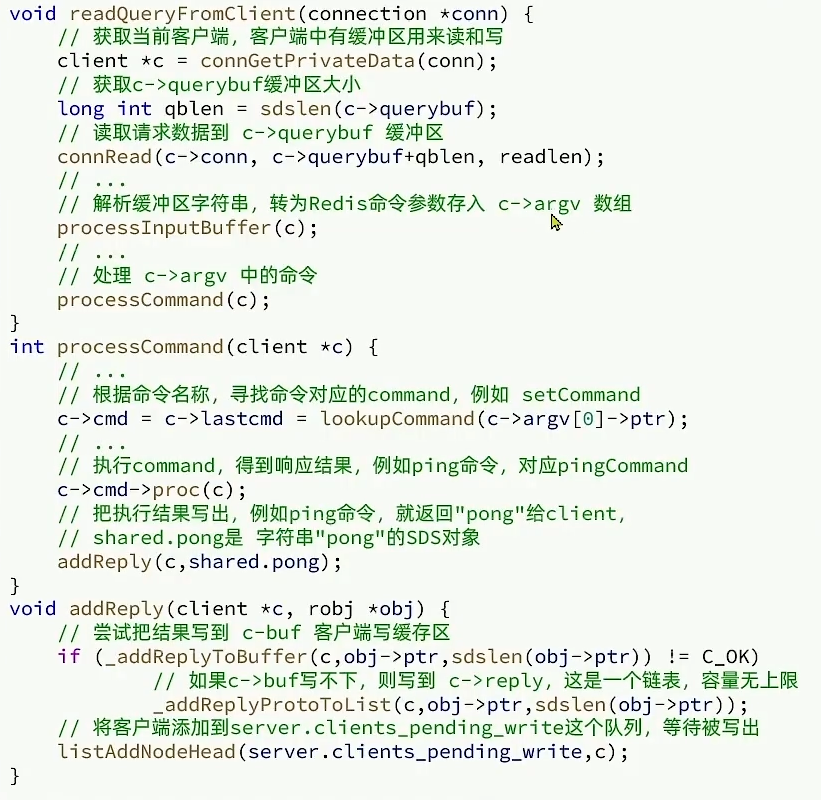 void readQueryFromClient(connection *conn) {
    // 获取当前客户端，客户端中有缓冲区用来读和写
    client *c = connGetPrivateData(conn);
    // 获取c->querybuf缓冲区大小
    long int qblen = sdslen(c->querybuf);
    // 读取请求数据到 c->querybuf 缓冲区
    connRead(c->conn, c->querybuf+qblen, readlen);
    // ...
    // 解析缓冲区字符串，转为Redis命令参数存入 c->argv 数组
    processInputBuffer(c);
    // ...
    // 处理 c->argv 中的命令
    processCommand(c);
}
int processCommand(client *c) {
    // ...
    // 根据命令名称，寻找命令对应的command，例如 setCommand
    c->cmd = c->lastcmd = lookupCommand(c->argv[0]->ptr);
    // ...
    // 执行command，得到响应结果，例如ping命令，对应pingCommand
    c->cmd->proc(c);
    // 把执行结果写出，例如ping命令，就返回"pong"给client，
    // shared.pong是 字符串"pong"的SDS对象
    addReply(c,shared.pong);
}
void addReply(client *c, robj *obj) {
    // 尝试把结果写到 c-buf 客户端写缓存区
    if (_addReplyToBuffer(c,obj->ptr,sdslen(obj->ptr)) != C_OK)
            // 如果c->buf写不下，则写到 c->reply，这是一个链表，容量无上限
            _addReplyProtoToList(c,obj->ptr,sdslen(obj->ptr));
    // 将客户端添加到server.clients_pending_write这个队列，等待被写出
    listAddNodeHead(server.clients_pending_write,c);
}